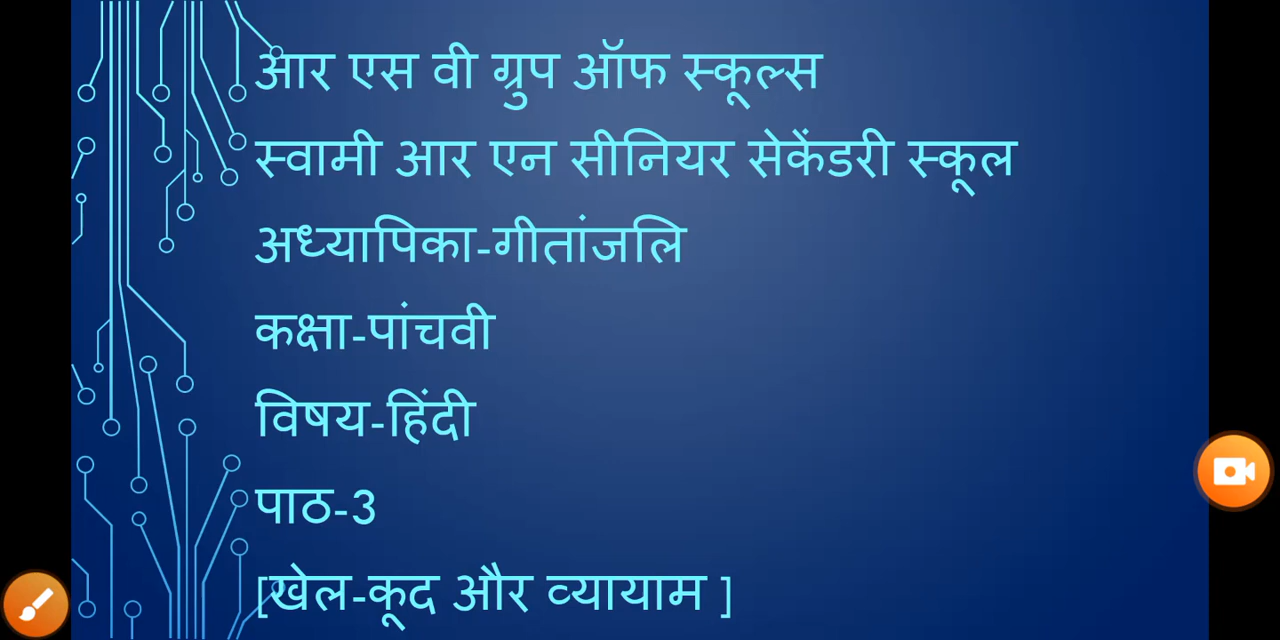 आर एस वी ग्रुप ऑफ स्कूल्स
स्वामी आर एन सीनियर सेकेंडरी स्कूल
अध्यापिका-गीतांजलि
कक्षा-पांचवी
विषय-हिंदी
पाठ-3
[खेल-कूद और व्यायाम ]